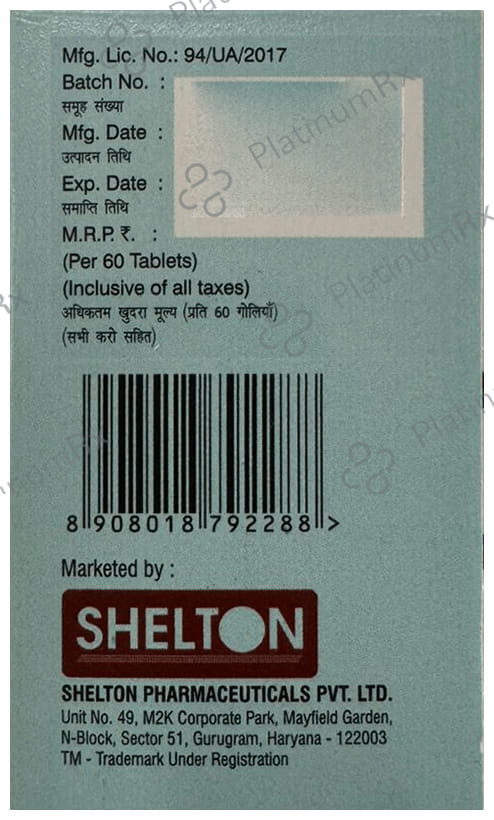 Mfg. Lic. No.: 94/UA/2017
Batch No. :
समूह संख्या
Mfg. Date :
उत्पादन तिथि
Exp. Date :
समाप्ति तिथि
M.R.P. ₹. :
(Per 60 Tablets)
(Inclusive of all taxes)
अधिकतम खुदरा मूल्य (प्रति 60 गोलियाँ)
(सभी करो सहित)
8 908018 792288 >
Marketed by :
SHELTON
SHELTON PHARMACEUTICALS PVT. LTD.
Unit No. 49, M2K Corporate Park, Mayfield Garden,
N-Block, Sector 51, Gurugram, Haryana - 122003
TM - Trademark Under Registration
PlatinumRx
PlatinumRx